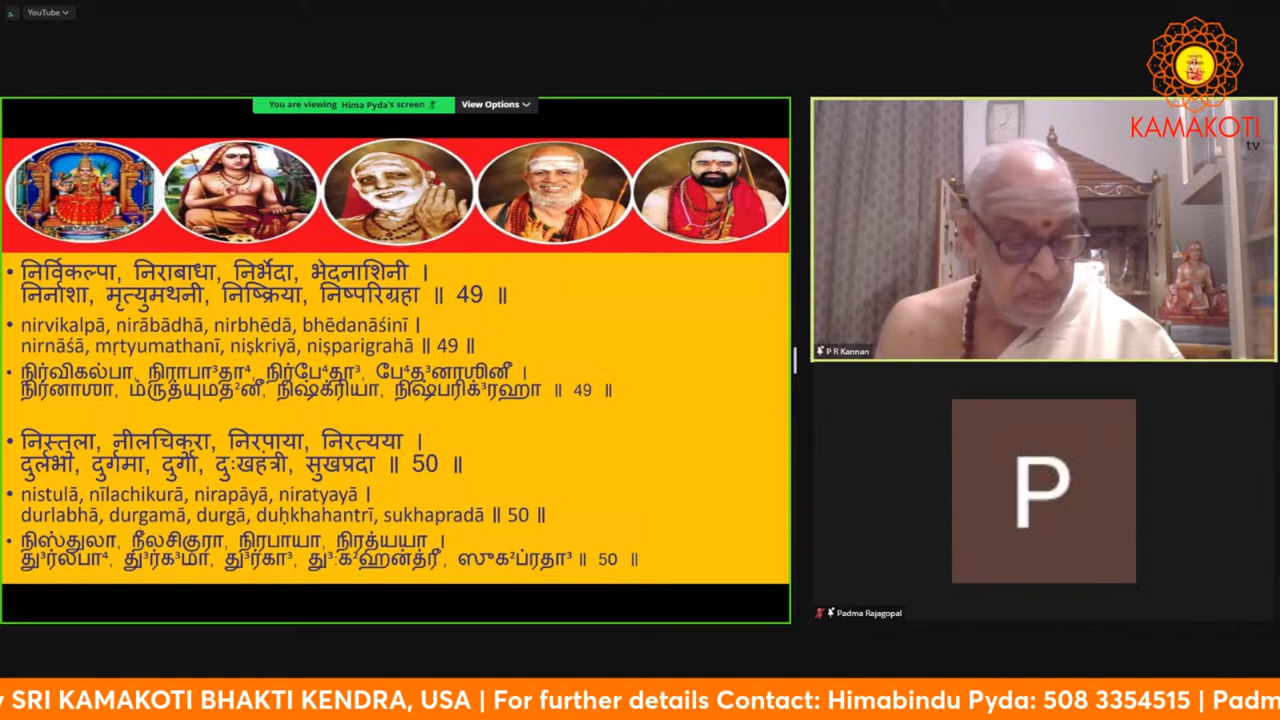 YouTube
You are viewing Hima Pyda's screen
View Options
KAMAKOTI
tv
• निर्विकल्पा, निराबाधा, निर्भेदा, भेदनाशिनी ।
निर्नाशा, मृत्युमथनी, निष्क्रिया, निष्परिग्रहा ॥ 49 ॥
• nirvikalpā, nirābādhā, nirbhēdā, bhēdanāśinī |
nirnāśā, mṛtyumathanī, niṣkriyā, niṣparigrahā ॥ 49 ॥
• நிர்விகல்பா, நிராபா³தா⁴, நிர்பே⁴தா³, பே⁴த³னாஶினீ ।
நிர்னாஶா, ம்ருத்யுமத²னீ, நிஷ்க்ரியா, நிஷ்பரிக்³ரஹா ॥ 49 ॥
• निस्तुला, नीलचिकुरा, निरपाया, निरत्यया ।
दुर्लभा, दुर्गमा, दुर्गा, दुःखहंत्री, सुखप्रदा ॥ 50 ॥
• nistulā, nīlachikurā, nirapāyā, niratyayā |
durlabhā, durgamā, durgā, duḥkhahantrī, sukhapradā ॥ 50 ॥
• நிஸ்துலா, நீலசிகுரா, நிரபாயா, நிரத்யயா ।
து³ர்லபா⁴, து³ர்க³மா, து³ர்கா³, து³:க²ஹன்த்ரீ, ஸுக²ப்ரதா³ ॥ 50 ॥
P R Kannan
P
Padma Rajagopal
SRI KAMAKOTI BHAKTI KENDRA, USA | For further details Contact: Himabindu Pyda: 508 3354515 | Padm